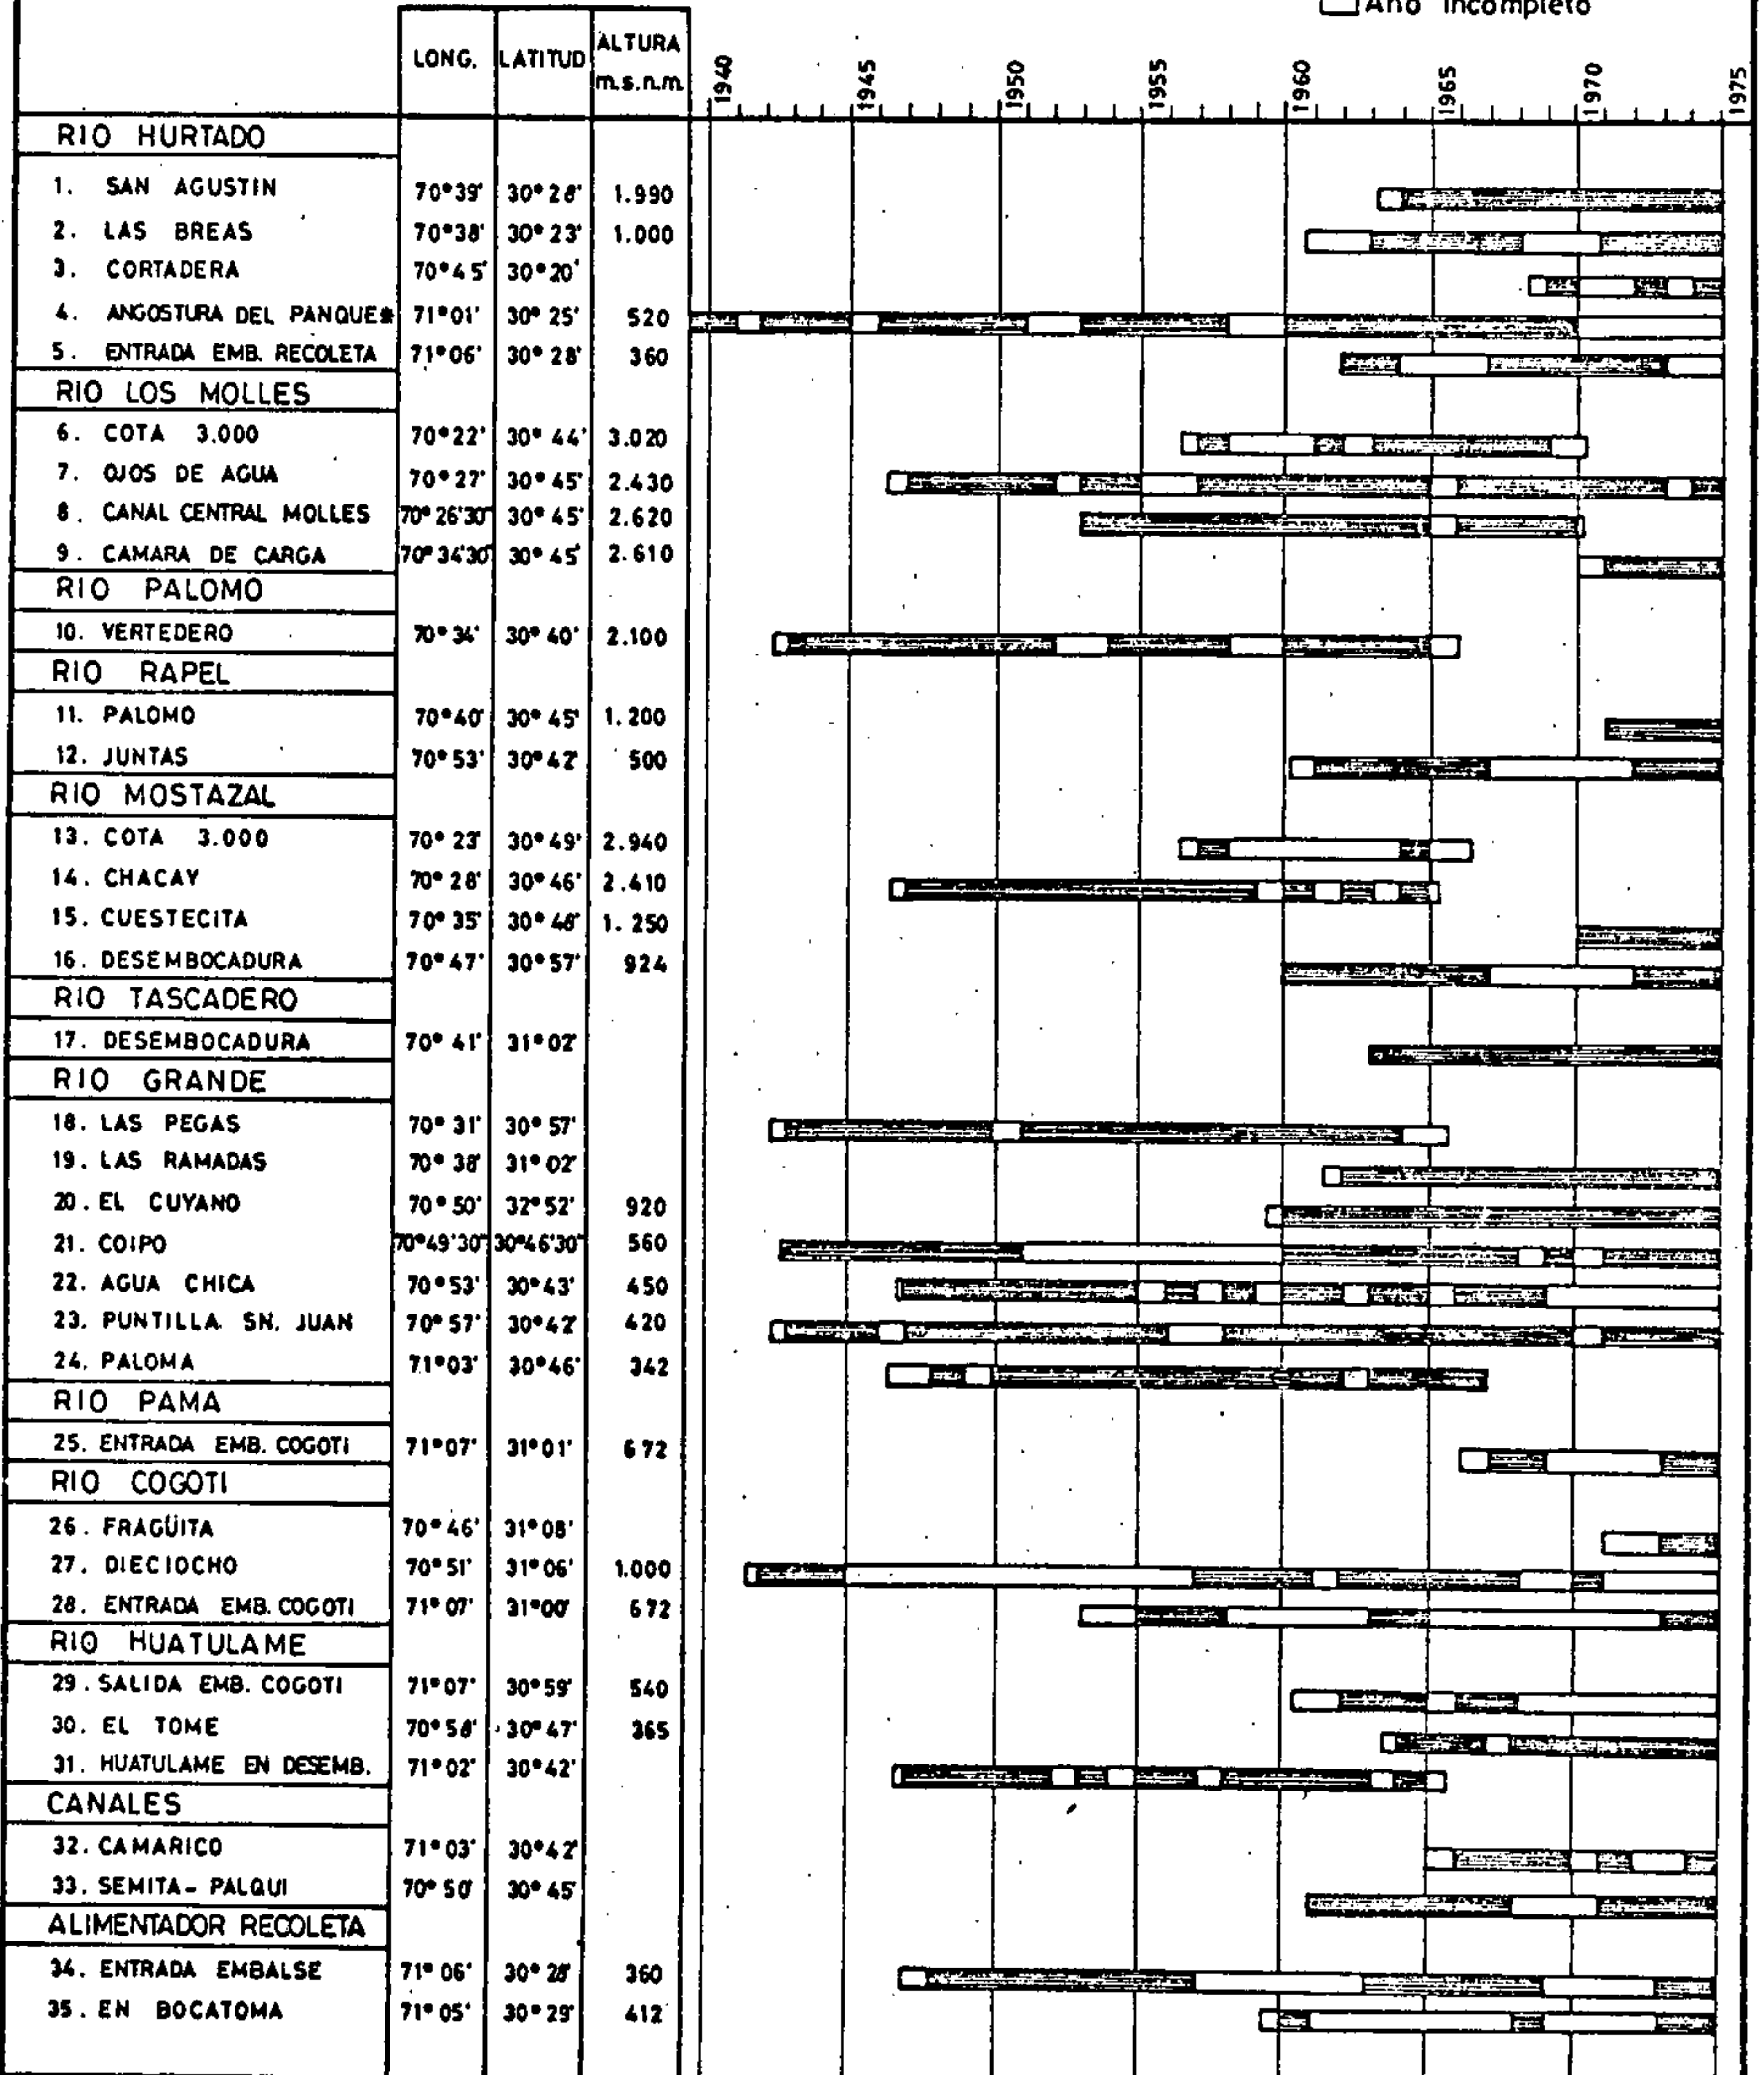 Año Incompleto
LONG. LATITUD ALTURA m.s.n.m.
1940 1945 1950 1955 1960 1965 1970 1975
RIO HURTADO
1. SAN AGUSTIN 70°39' 30°28' 1.990
2. LAS BREAS 70°38' 30°23' 1.000
3. CORTADERA 70°45' 30°20'
4. ANGOSTURA DEL PANQUE* 71°01' 30°25' 520
5. ENTRADA EMB. RECOLETA 71°06' 30°28' 360
RIO LOS MOLLES
6. COTA 3.000 70°22' 30°44' 3.020
7. OJOS DE AGUA 70°27' 30°45' 2.430
8. CANAL CENTRAL MOLLES 70°26'30" 30°45' 2.620
9. CAMARA DE CARGA 70°34'30" 30°45' 2.610
RIO PALOMO
10. VERTEDERO 70°34' 30°40' 2.100
RIO RAPEL
11. PALOMO 70°40' 30°45' 1.200
12. JUNTAS 70°53' 30°42' 500
RIO MOSTAZAL
13. COTA 3.000 70°23' 30°49' 2.940
14. CHACAY 70°28' 30°46' 2.410
15. CUESTECITA 70°35' 30°48' 1.250
16. DESEMBOCADURA 70°47' 30°57' 924
RIO TASCADERO
17. DESEMBOCADURA 70°41' 31°02'
RIO GRANDE
18. LAS PEGAS 70°31' 30°57'
19. LAS RAMADAS 70°38' 31°02'
20. EL CUYANO 70°50' 32°52' 920
21. COIPO 70°49'30" 30°46'30" 560
22. AGUA CHICA 70°53' 30°43' 450
23. PUNTILLA SN. JUAN 70°57' 30°42' 420
24. PALOMA 71°03' 30°46' 342
RIO PAMA
25. ENTRADA EMB. COGOTI 71°07' 31°01' 672
RIO COGOTI
26. FRAGÜITA 70°46' 31°08'
27. DIECIOCHO 70°51' 31°06' 1.000
28. ENTRADA EMB. COGOTI 71°07' 31°00' 672
RIO HUATULAME
29. SALIDA EMB. COGOTI 71°07' 30°59' 540
30. EL TOME 70°58' 30°47' 365
31. HUATULAME EN DESEMB. 71°02' 30°42'
CANALES
32. CAMARICO 71°03' 30°42'
33. SEMITA-PALQUI 70°50' 30°45'
ALIMENTADOR RECOLETA
34. ENTRADA EMBALSE 71°06' 30°28' 360
35. EN BOCATOMA 71°05' 30°29' 412